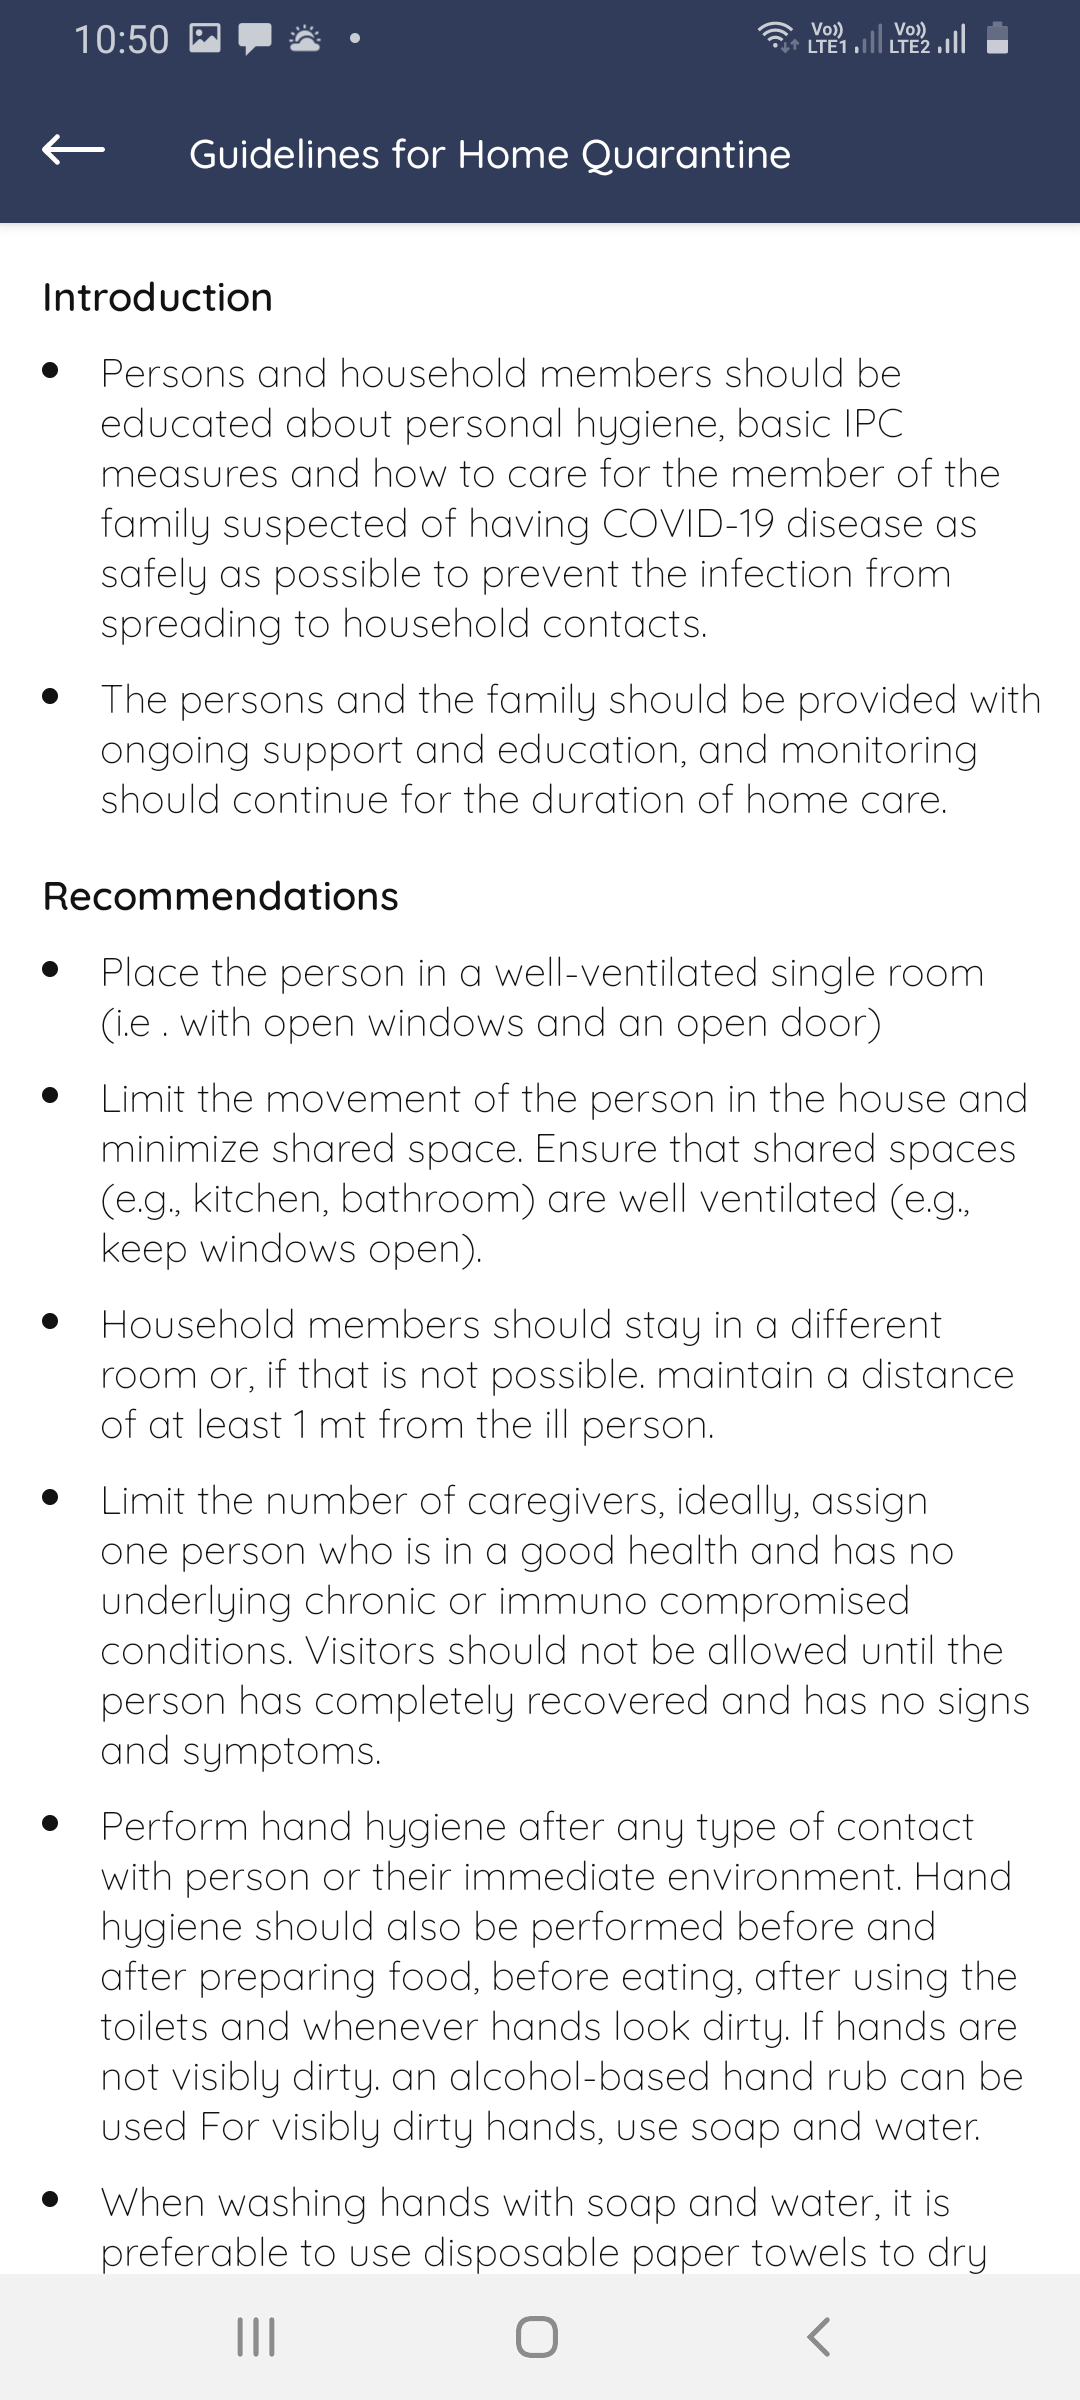 10:50
Vo)) LTE1 Vo)) LTE2
Guidelines for Home Quarantine
Introduction
• Persons and household members should be
educated about personal hygiene, basic IPC
measures and how to care for the member of the
family suspected of having COVID-19 disease as
safely as possible to prevent the infection from
spreading to household contacts.
• The persons and the family should be provided with
ongoing support and education, and monitoring
should continue for the duration of home care.
Recommendations
• Place the person in a well-ventilated single room
(i.e . with open windows and an open door)
• Limit the movement of the person in the house and
minimize shared space. Ensure that shared spaces
(e.g., kitchen, bathroom) are well ventilated (e.g.,
keep windows open).
• Household members should stay in a different
room or, if that is not possible. maintain a distance
of at least 1 mt from the ill person.
• Limit the number of caregivers, ideally, assign
one person who is in a good health and has no
underlying chronic or immuno compromised
conditions. Visitors should not be allowed until the
person has completely recovered and has no signs
and symptoms.
• Perform hand hygiene after any type of contact
with person or their immediate environment. Hand
hygiene should also be performed before and
after preparing food, before eating, after using the
toilets and whenever hands look dirty. If hands are
not visibly dirty. an alcohol-based hand rub can be
used For visibly dirty hands, use soap and water.
• When washing hands with soap and water, it is
preferable to use disposable paper towels to dry